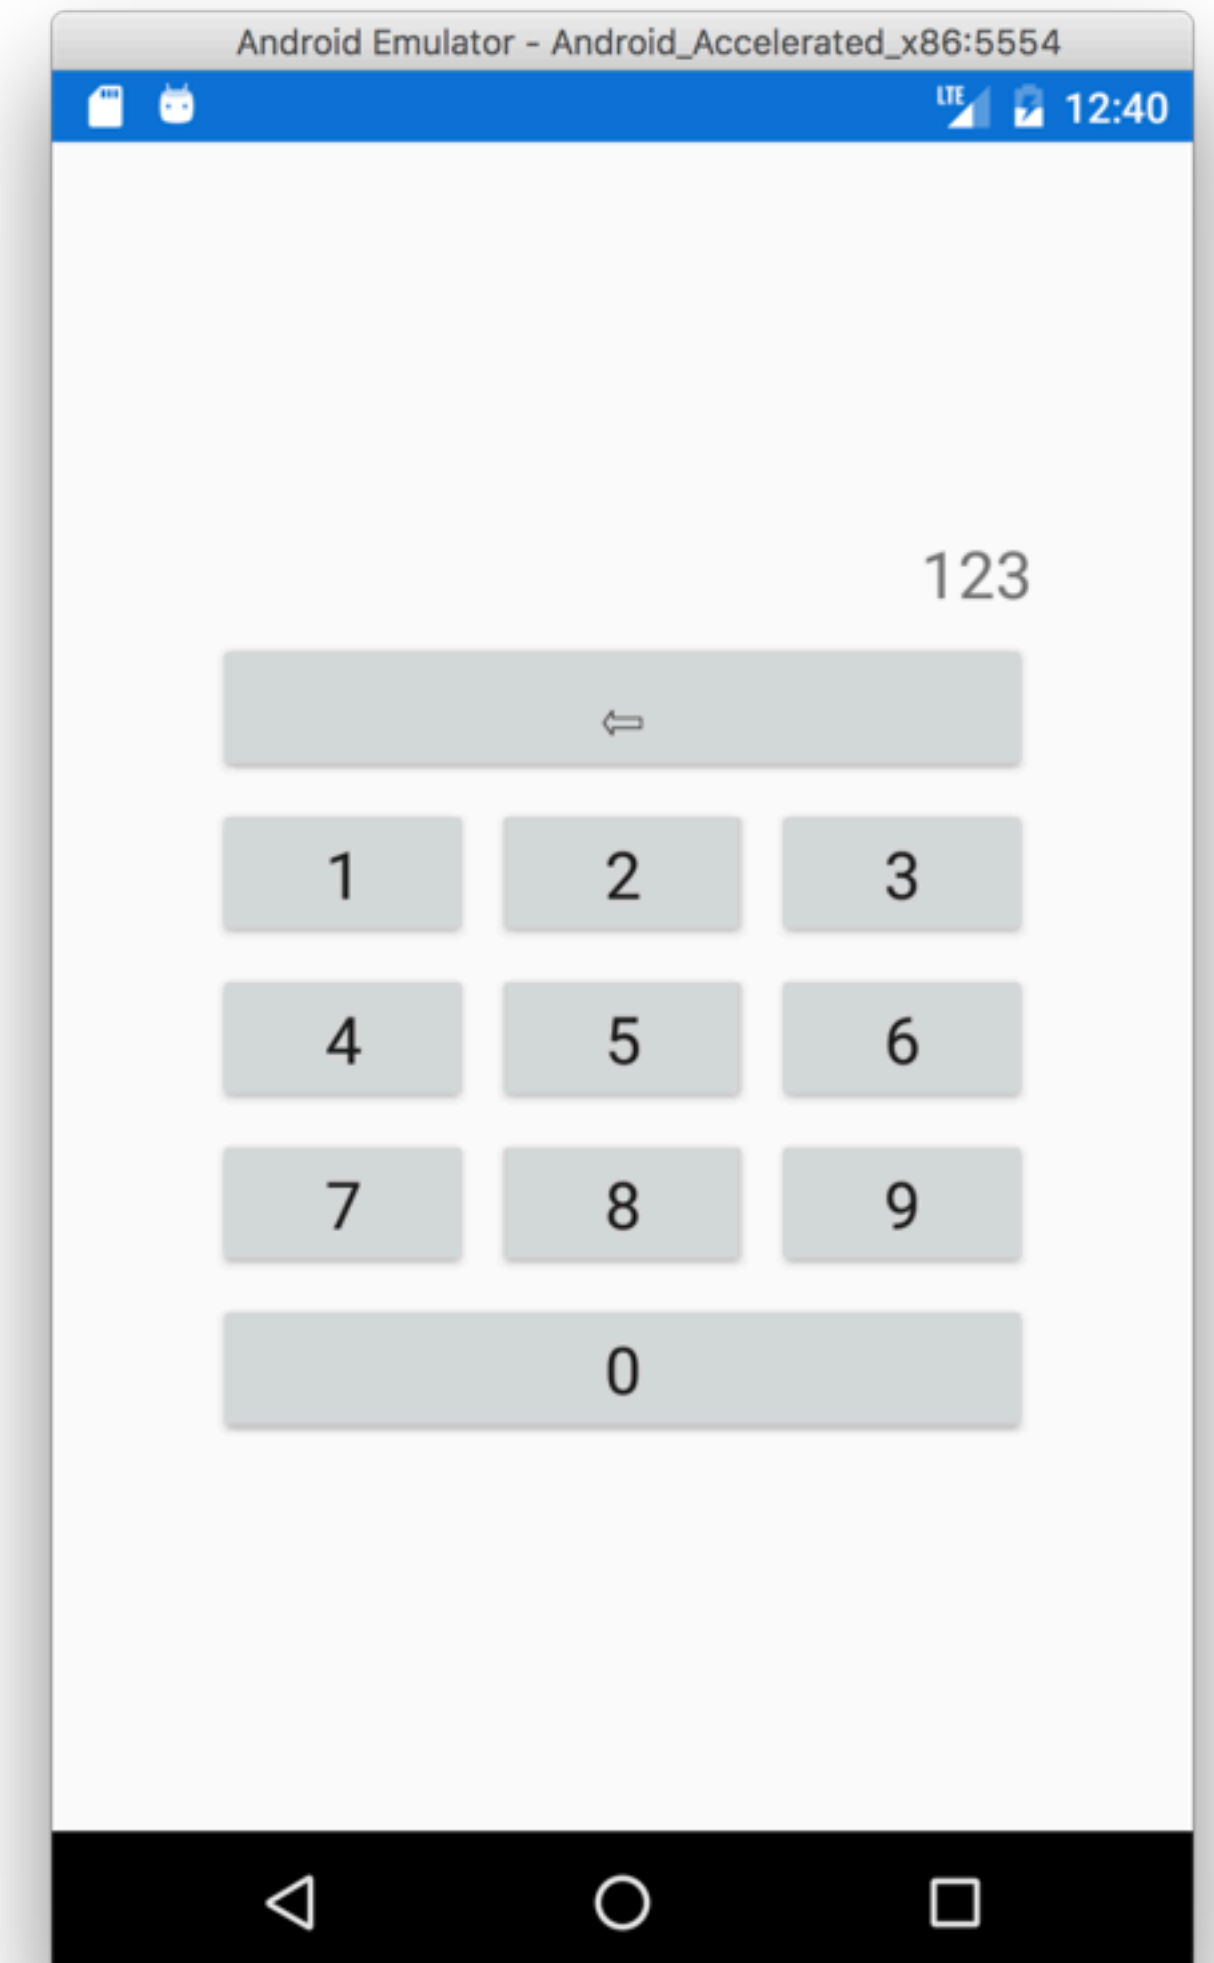 Android Emulator - Android_Accelerated_x86:5554
LTE 12:40
123
⇦
1 2 3
4 5 6
7 8 9
0